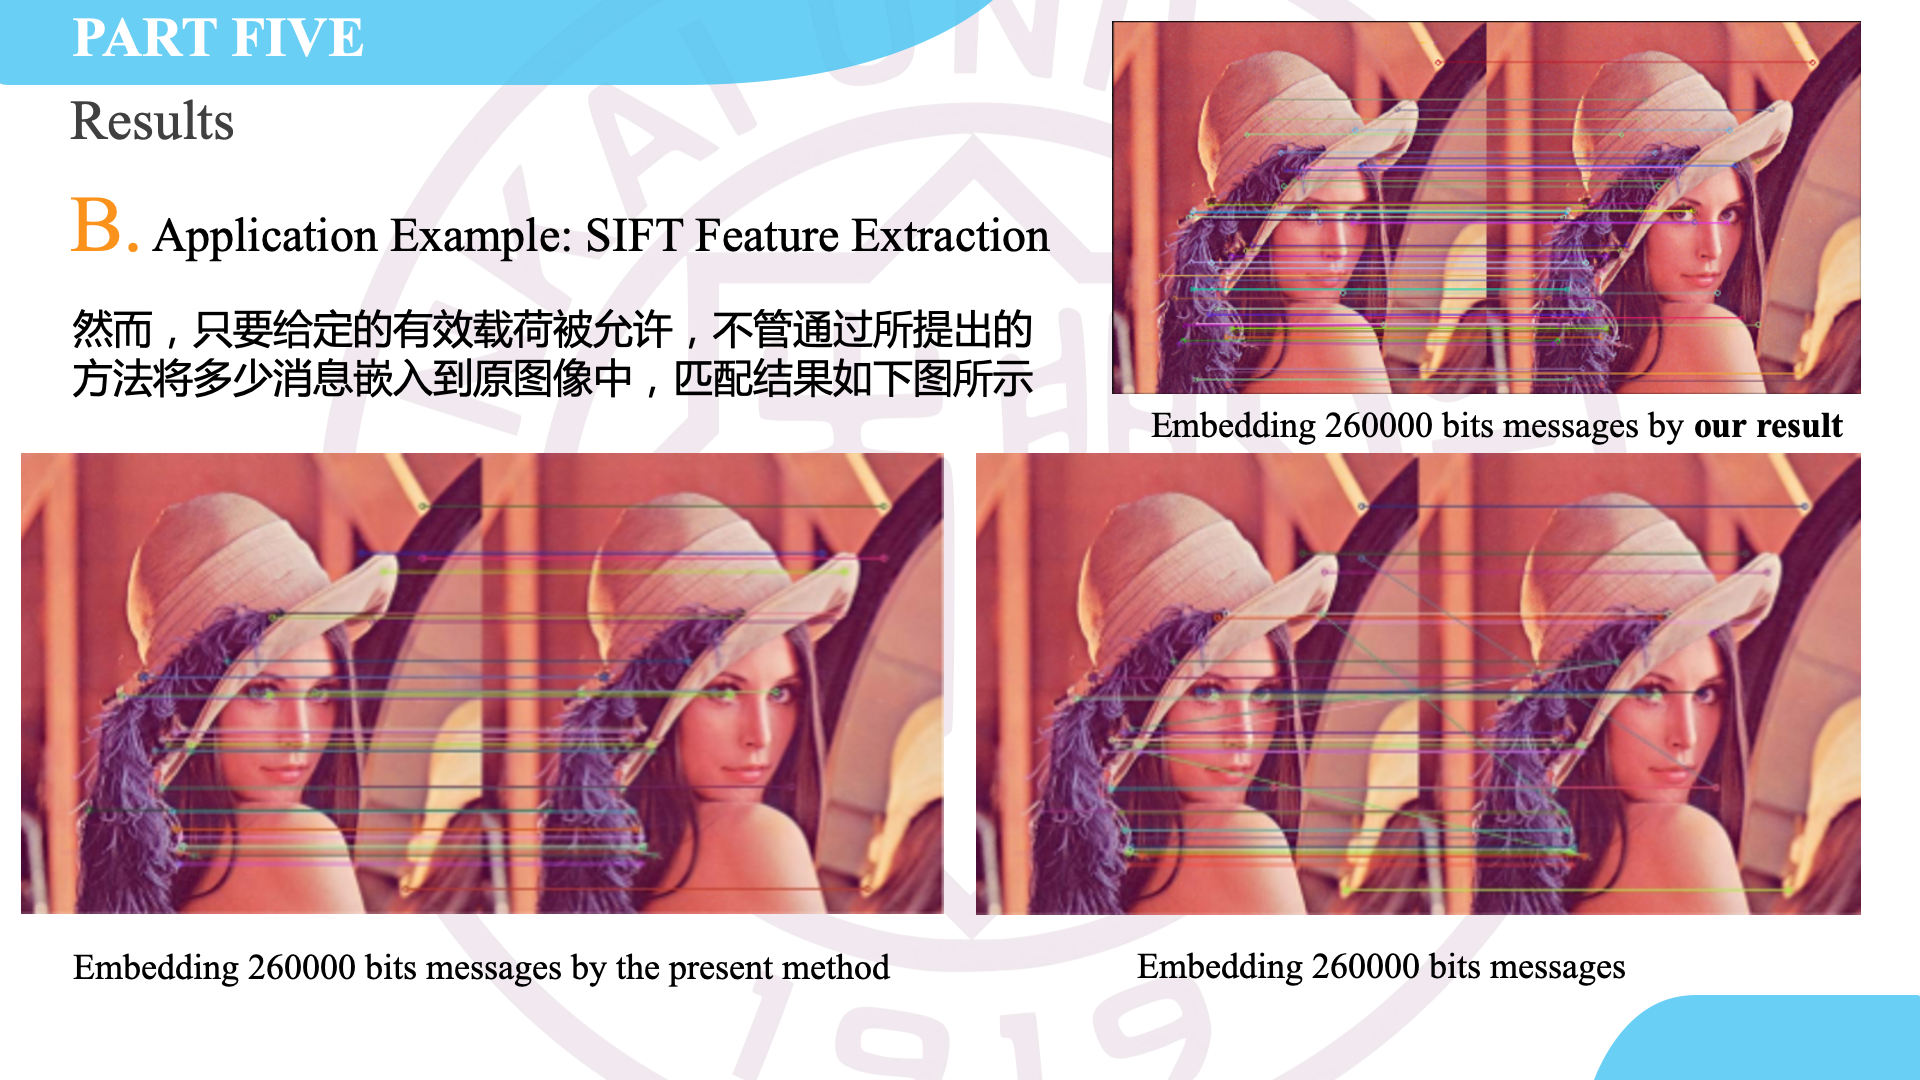 PART FIVE
Results
B. Application Example: SIFT Feature Extraction
然而，只要给定的有效载荷被允许，不管通过所提出的
方法将多少消息嵌入到原图像中，匹配结果如下图所示
Embedding 260000 bits messages by our result
Embedding 260000 bits messages by the present method
Embedding 260000 bits messages
1919